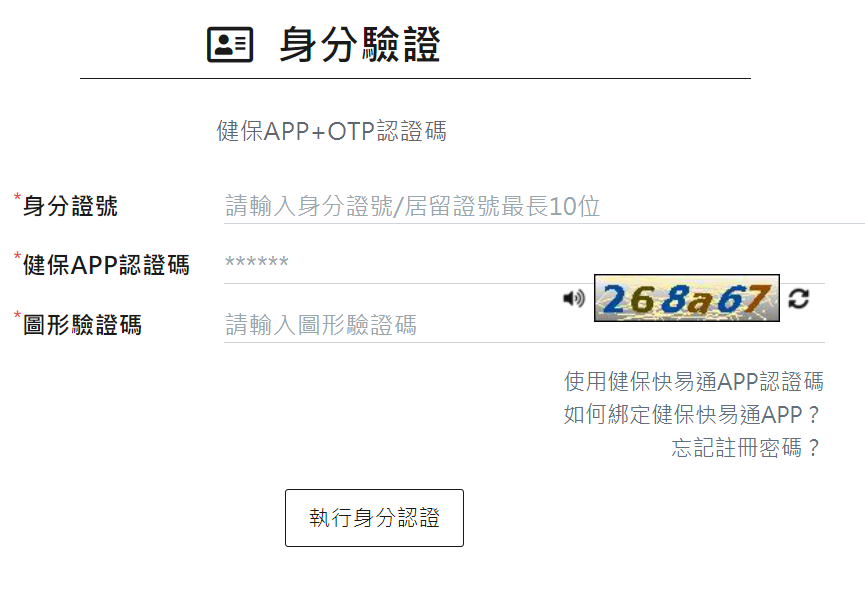 身分驗證
健保APP+OTP認證碼
*身分證號 請輸入身分證號/居留證號最長10位
*健保APP認證碼 ******
268a67
*圖形驗證碼 請輸入圖形驗證碼
使用健保快易通APP認證碼
如何綁定健保快易通APP？
忘記註冊密碼？
執行身分認證